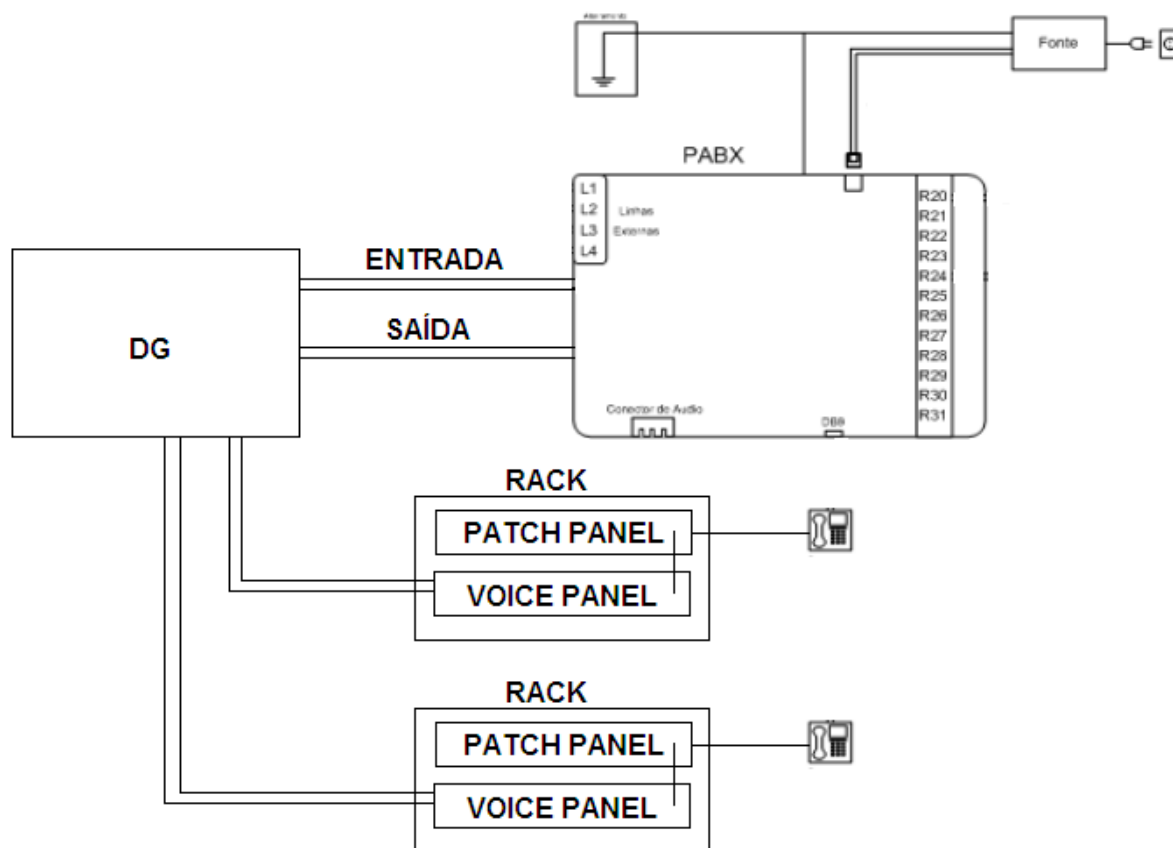 Aterramento
Fonte
PABX
L1
L2
L3
L4
Linhas
Externas
R20
R21
R22
R23
R24
R25
R26
R27
R28
R29
R30
R31
ENTRADA
SAÍDA
DG
Conector de Audio
DB9
RACK
PATCH PANEL
VOICE PANEL
RACK
PATCH PANEL
VOICE PANEL